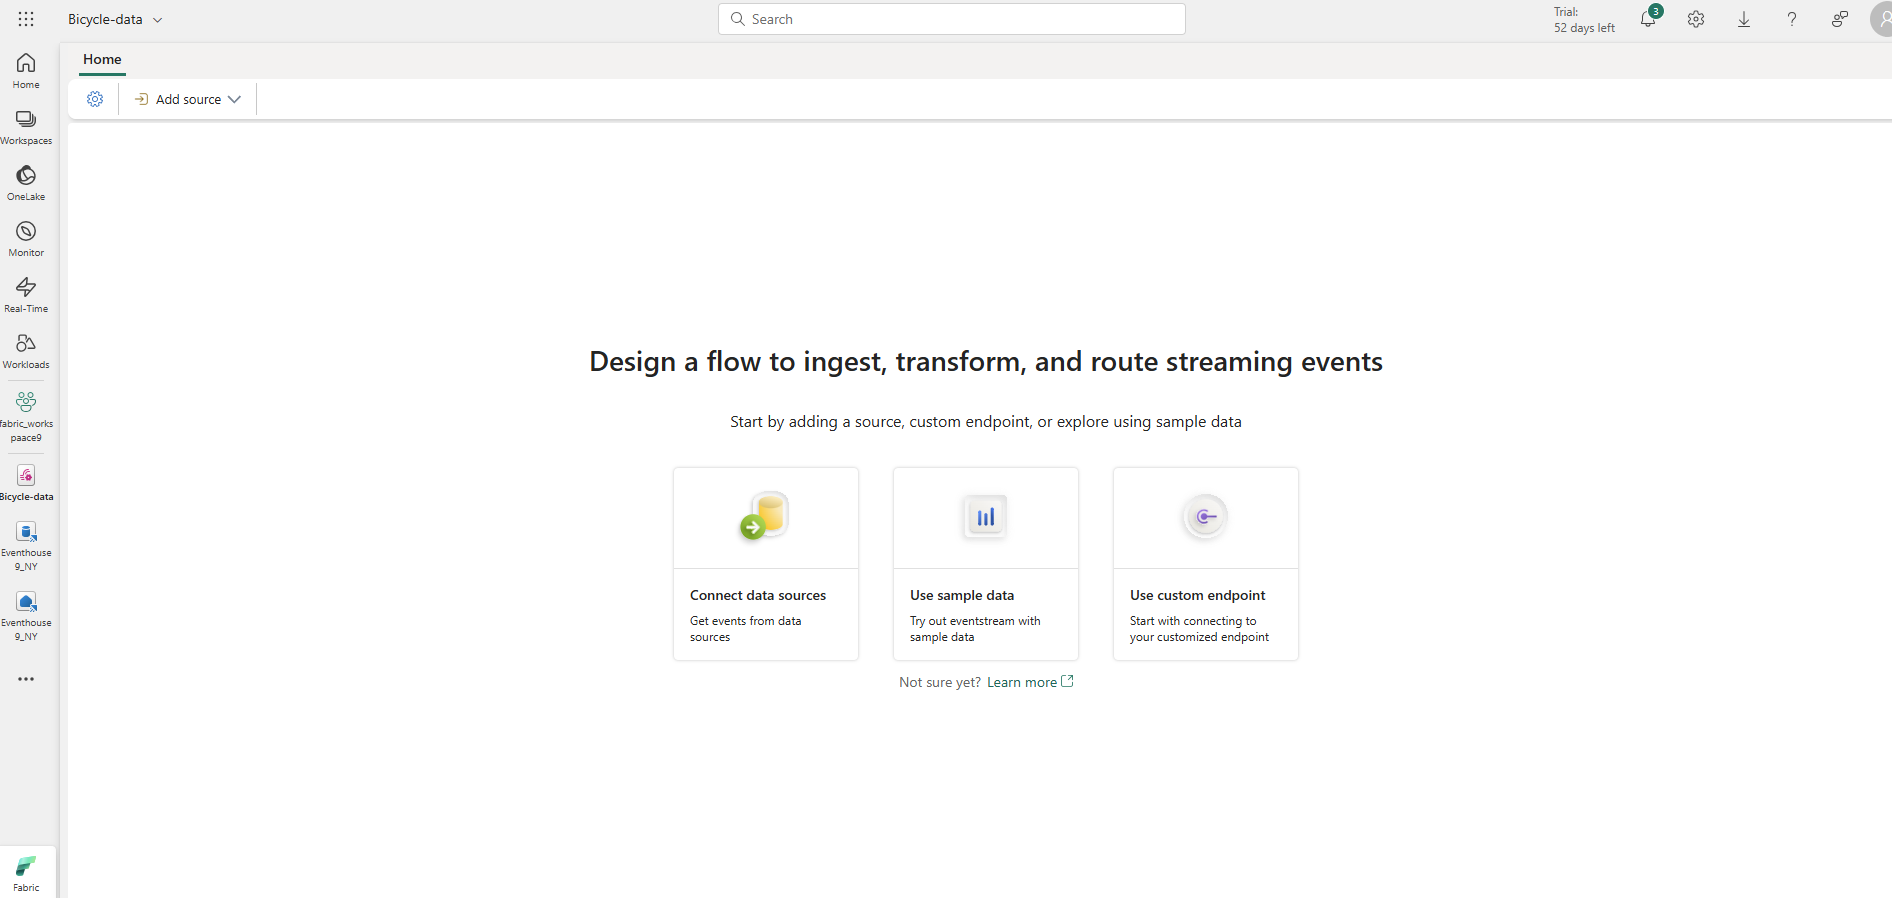 Bicycle-data
Search
Trial:
52 days left
3
Home
Add source
Home
Workspaces
OneLake
Monitor
Real-Time
Workloads
fabric_works
paace9
Bicycle-data
Eventhouse
9_NY
Eventhouse
9_NY
Fabric
Design a flow to ingest, transform, and route streaming events
Start by adding a source, custom endpoint, or explore using sample data
Connect data sources
Get events from data
sources
Use sample data
Try out eventstream with
sample data
Use custom endpoint
Start with connecting to
your customized endpoint
Not sure yet? Learn more